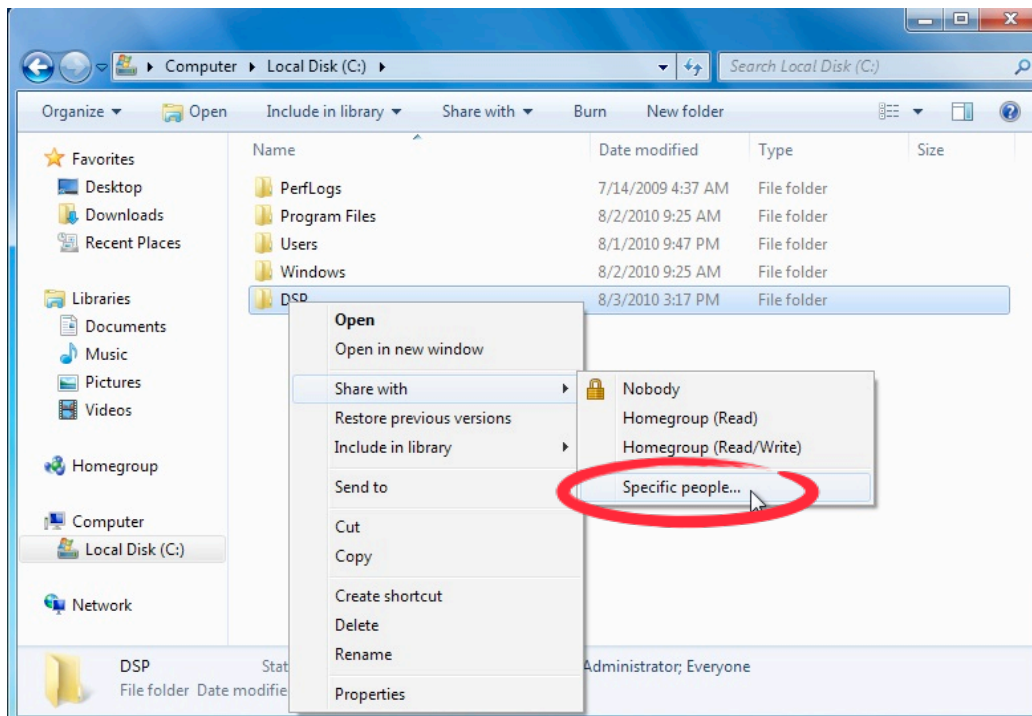 Computer ▸ Local Disk (C:) ▸ Search Local Disk (C:)
Organize Open Include in library Share with Burn New folder
Name Date modified Type Size
Favorites
Desktop
Downloads
Recent Places
Libraries
Documents
Music
Pictures
Videos
Homegroup
Computer
Local Disk (C:)
Network
PerfLogs 7/14/2009 4:37 AM File folder
Program Files 8/2/2010 9:25 AM File folder
Users 8/1/2010 9:47 PM File folder
Windows 8/2/2010 9:25 AM File folder
DSP 8/3/2010 3:17 PM File folder
Open
Open in new window
Share with
Restore previous versions
Include in library
Send to
Cut
Copy
Create shortcut
Delete
Rename
Properties
Nobody
Homegroup (Read)
Homegroup (Read/Write)
Specific people...
DSP Administrator; Everyone
File folder Date